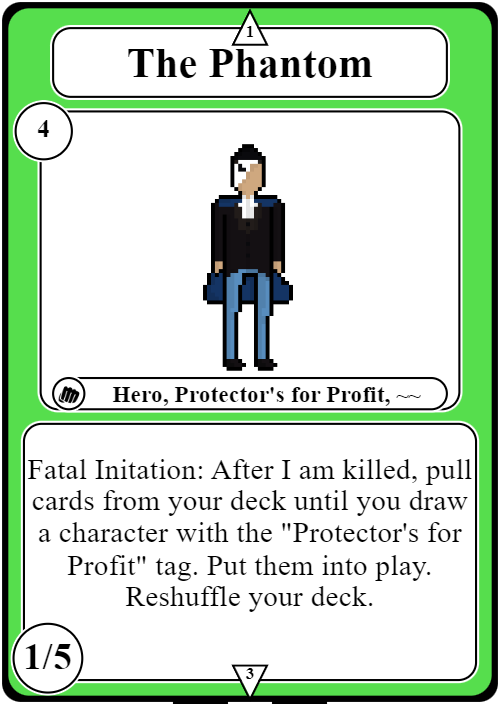 1
The Phantom
4
Hero, Protector's for Profit, ~~
Fatal Initation: After I am killed, pull
cards from your deck until you draw
a character with the "Protector's for
Profit" tag. Put them into play.
Reshuffle your deck.
1/5
3